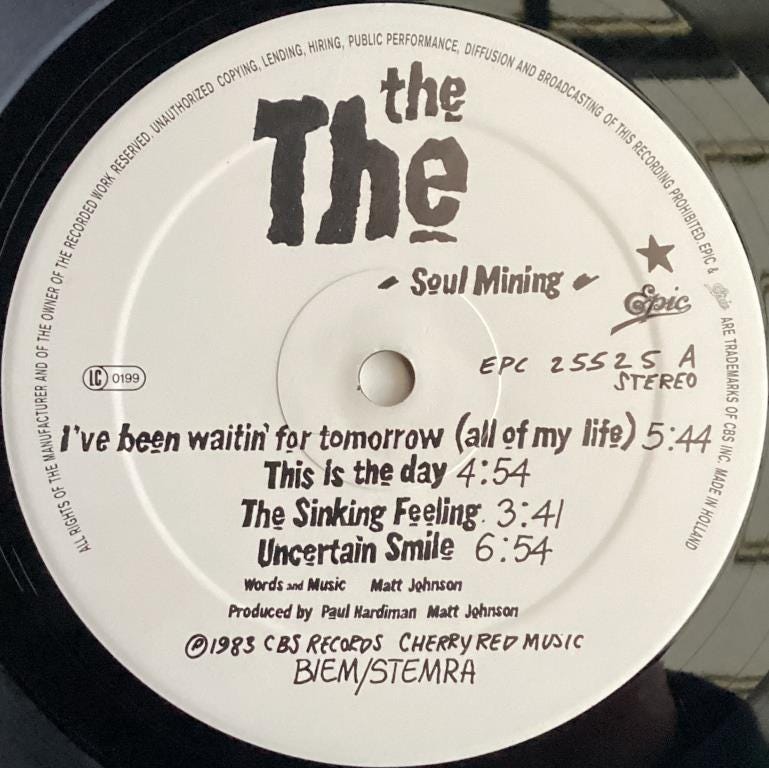 ALL RIGHTS OF THE MANUFACTURER AND OF THE OWNER OF THE RECORDED WORK RESERVED. UNAUTHORIZED COPYING, LENDING, HIRING, PUBLIC PERFORMANCE, DIFFUSION AND BROADCASTING OF THIS RECORDING PROHIBITED. EPIC & Epic ARE TRADEMARKS OF CBS INC. MADE IN HOLLAND
the
The
Soul Mining
Epic
EPC 25525 A
STEREO
LC 0199
I've been waitin' for tomorrow (all of my life) 5:44
This is the day 4:54
The Sinking Feeling. 3:41
Uncertain Smile 6:54
Words and Music Matt Johnson
Produced by Paul Hardiman Matt Johnson
℗1983 CBS RECORDS CHERRY RED MUSIC
BIEM/STEMRA